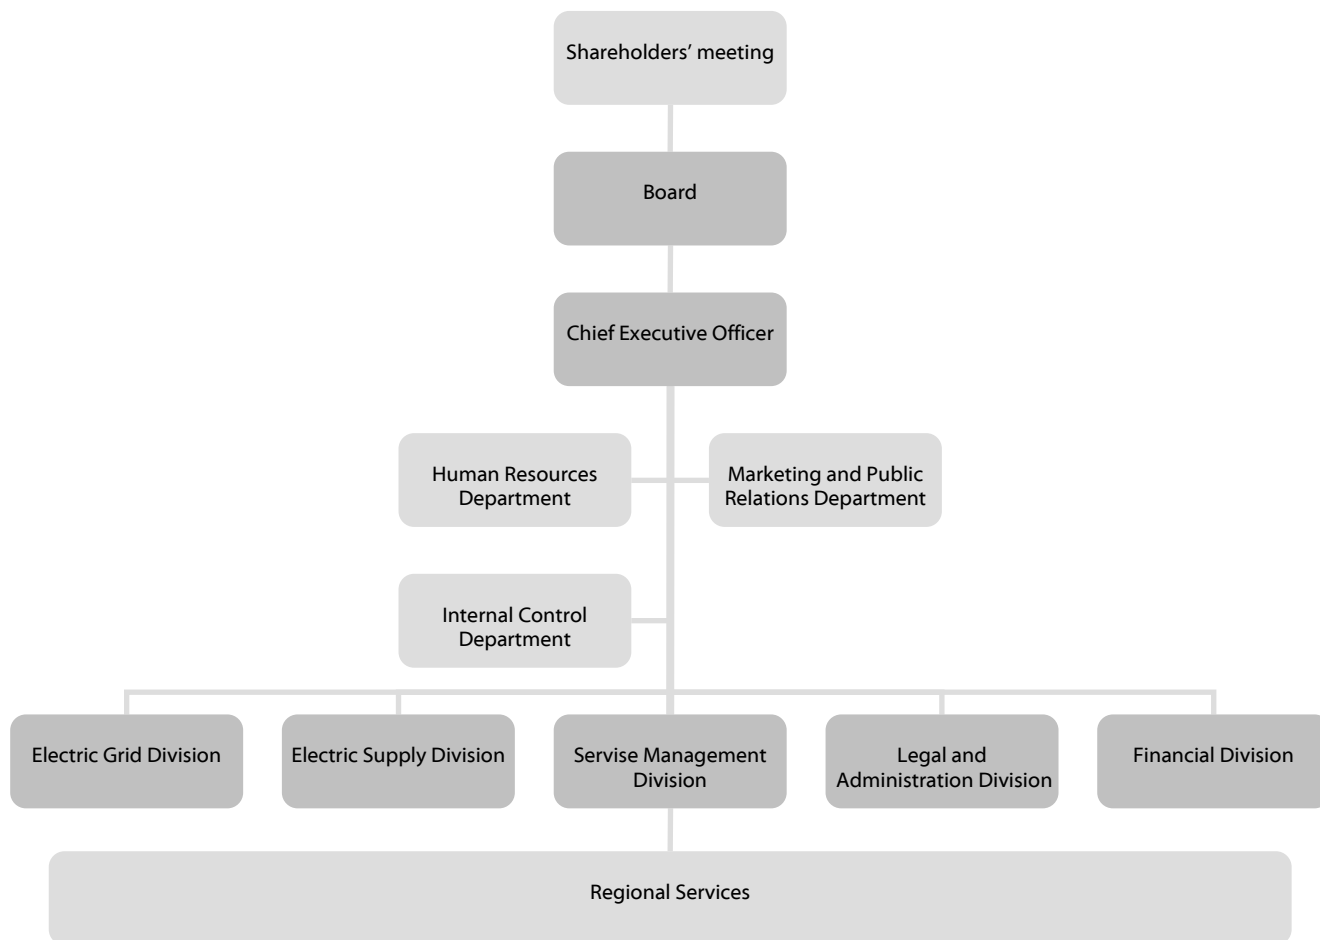 Shareholders’ meeting
Board
Chief Executive Officer
Human Resources
Department
Marketing and Public
Relations Department
Internal Control
Department
Electric Grid Division
Electric Supply Division
Servise Management
Division
Legal and
Administration Division
Financial Division
Regional Services